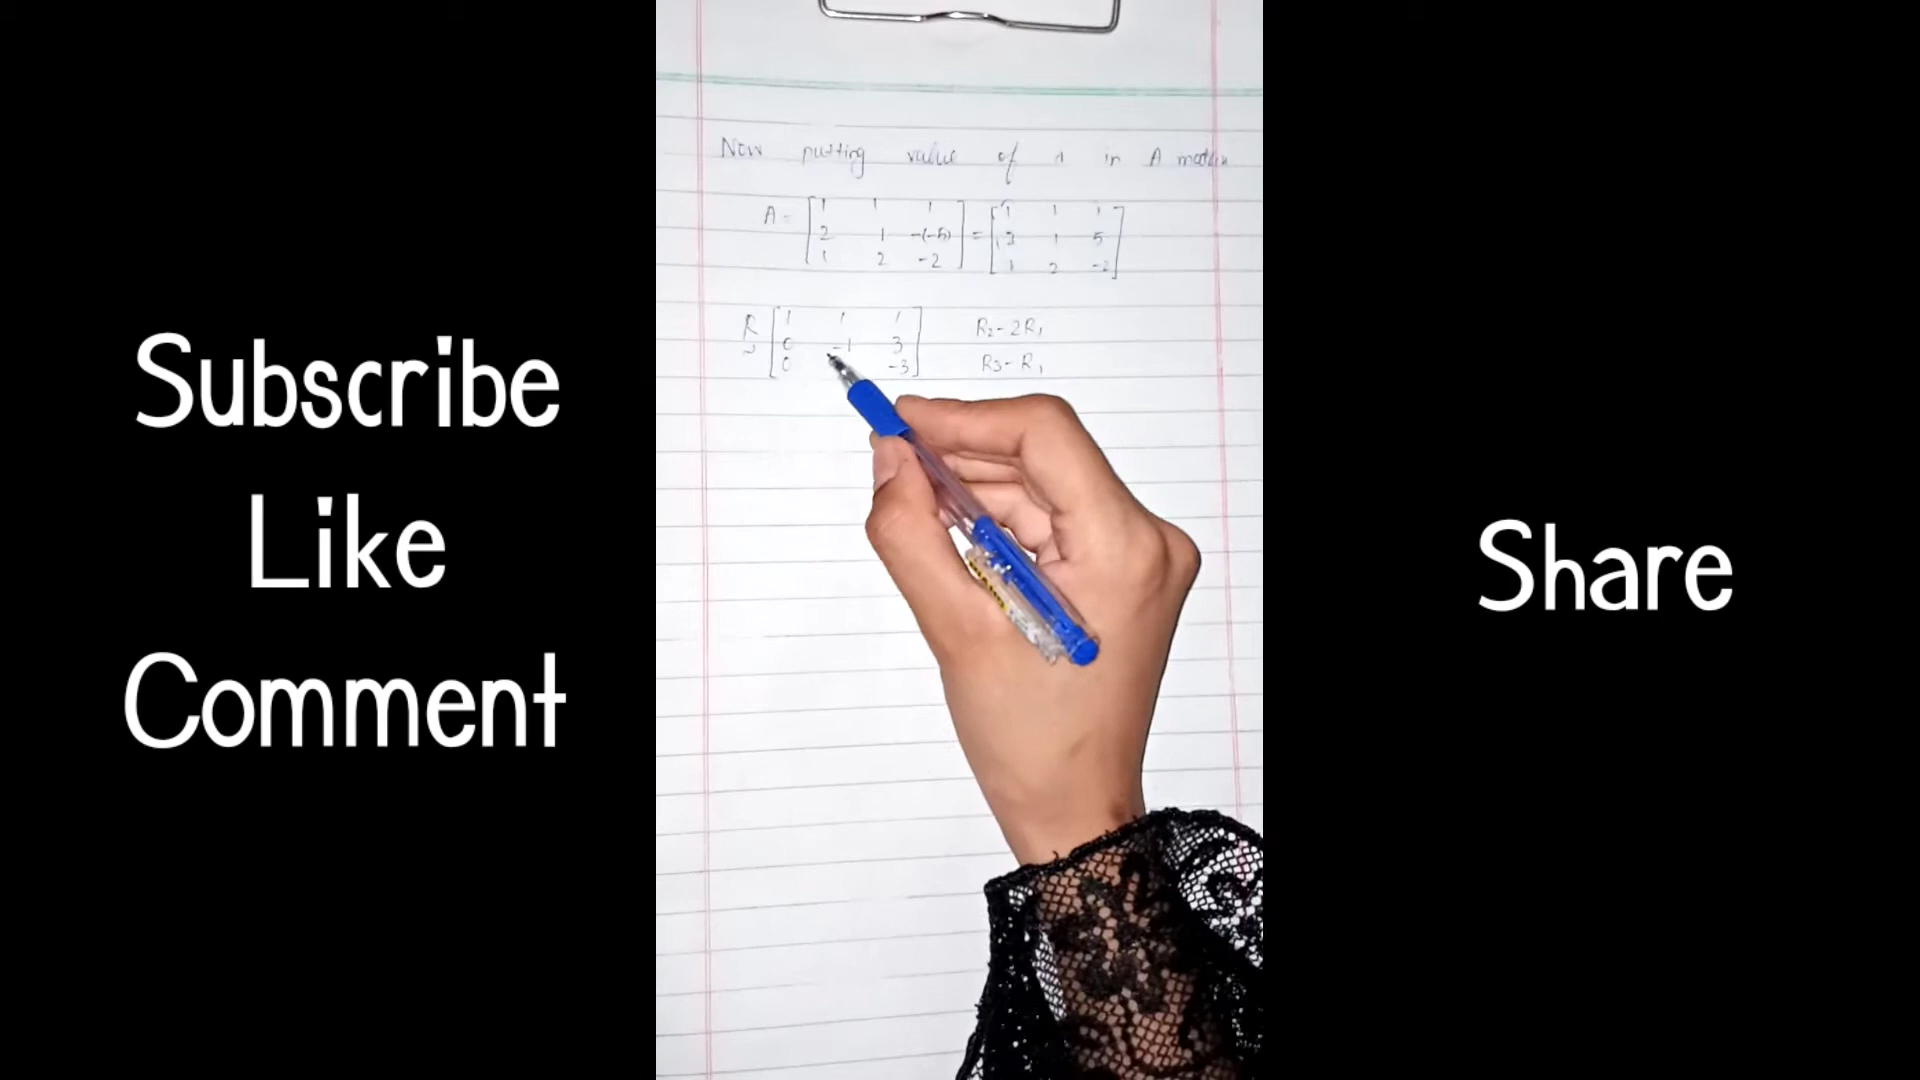 Subscribe
Like
Comment
Now putting value of λ in A matrix
A = [ 1 1 1 ] = [ 1 1 1 ]
2 1 -(-5) 2 1 5
1 2 -2 1 2 -2
R [ 1 1 1 ] R2-2R1
~ 0 -1 3
0 -3 R3-R1
Share